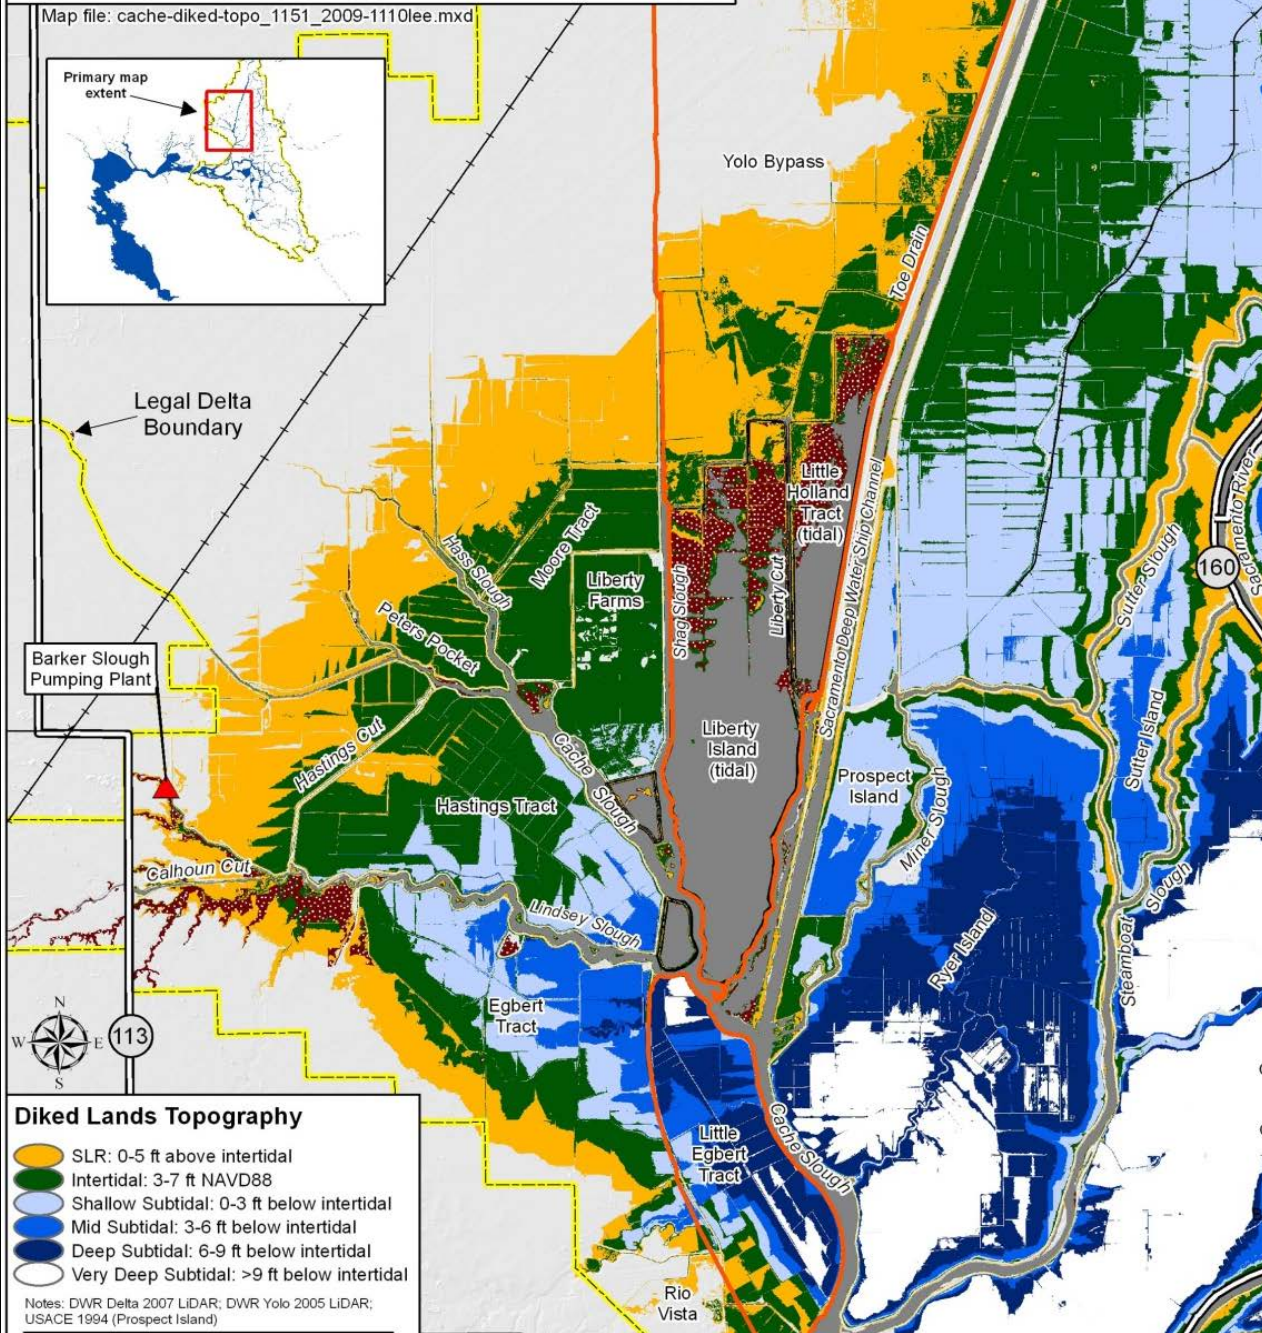 Map file: cache-diked-topo_1151_2009-1110lee.mxd
Primary map
extent
Yolo Bypass
Toe Drain
Legal Delta
Boundary
Little
Holland
Tract
(tidal)
Moore Tract
Hass Slough
Liberty
Farms
Shag Slough
Liberty Cut
Sacramento Deep Water Ship Channel
Sutter Slough
Sacramento River
160
Peters Pocket
Barker Slough
Pumping Plant
Hastings Cut
Cache Slough
Liberty
Island
(tidal)
Sutter Island
Prospect
Island
Miner Slough
Hastings Tract
Calhoun Cut
Lindsey Slough
Ryer Island
Steamboat
Slough
Egbert
Tract
N
W
E
S
113
Little
Egbert
Tract
Cache Slough
Rio
Vista
Diked Lands Topography
SLR: 0-5 ft above intertidal
Intertidal: 3-7 ft NAVD88
Shallow Subtidal: 0-3 ft below intertidal
Mid Subtidal: 3-6 ft below intertidal
Deep Subtidal: 6-9 ft below intertidal
Very Deep Subtidal: >9 ft below intertidal
Notes: DWR Delta 2007 LiDAR; DWR Yolo 2005 LiDAR;
USACE 1994 (Prospect Island)